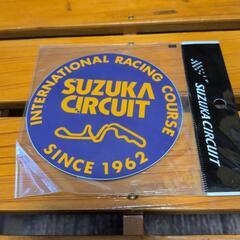 INTERNATIONAL RACING COURSE
SUZUKA
CIRCUIT
SINCE 1962
SUZUKA CIRCUIT